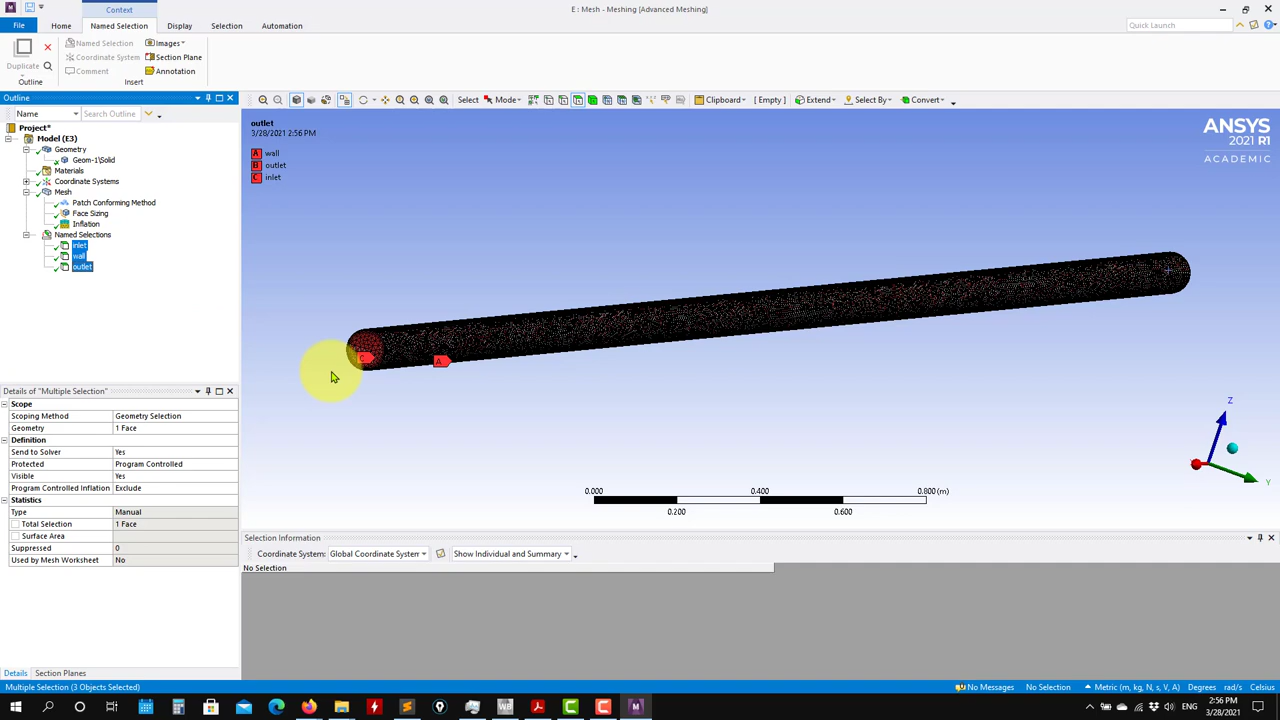 Context
E : Mesh - Meshing [Advanced Meshing]
File Home Named Selection Display Selection Automation
Quick Launch
Duplicate
Outline
Named Selection
Coordinate System
Comment
Images
Section Plane
Annotation
Insert
Outline
Name Search Outline
Select Mode Clipboard [ Empty ] Extend Select By Convert
Project*
Model (E3)
Geometry
Geom-1\Solid
Materials
Coordinate Systems
Mesh
Patch Conforming Method
Face Sizing
Inflation
Named Selections
inlet
wall
outlet
outlet
3/28/2021 2:56 PM
A wall
B outlet
C inlet
ANSYS
2021 R1
ACADEMIC
C
A
Z
Y
0.000 0.400 0.800 (m)
0.200 0.600
Details of "Multiple Selection"
Scope
Scoping Method Geometry Selection
Geometry 1 Face
Definition
Send to Solver Yes
Protected Program Controlled
Visible Yes
Program Controlled Inflation Exclude
Statistics
Type Manual
Total Selection 1 Face
Surface Area
Suppressed 0
Used by Mesh Worksheet No
Selection Information
Coordinate System: Global Coordinate System Show Individual and Summary
No Selection
Details Section Planes
Multiple Selection (3 Objects Selected) No Messages No Selection Metric (m, kg, N, s, V, A) Degrees rad/s Celsius
2:56 PM
3/28/2021